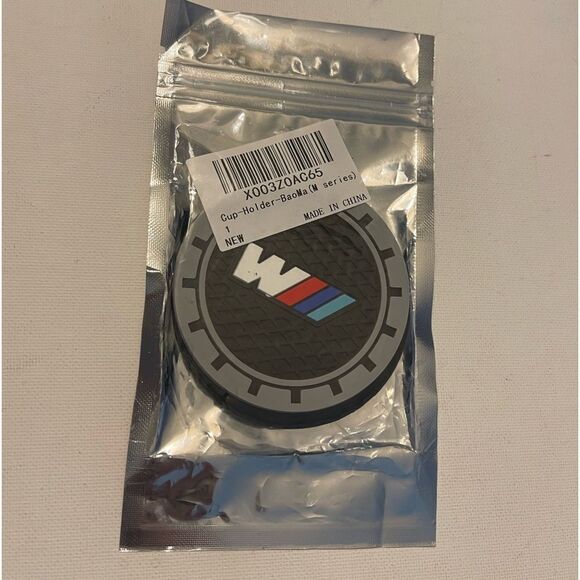 X003Z0AC65
Cup-Holder-BaoMa(M series)
1
NEW
MADE IN CHINA
M